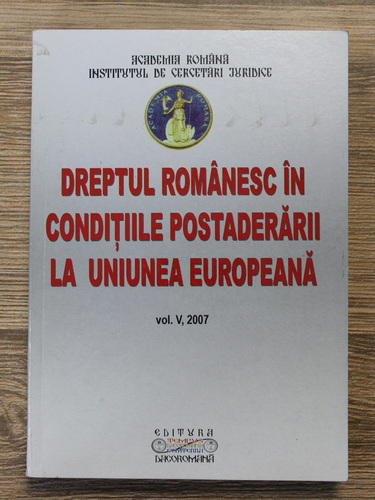 ACADEMIA ROMÂNĂ
INSTITUTUL DE CERCETĂRI JURIDICE
DREPTUL ROMÂNESC ÎN
CONDIȚIILE POSTADERĂRII
LA UNIUNEA EUROPEANĂ
vol. V, 2007
EDITURA
DACOROMÂNĂ